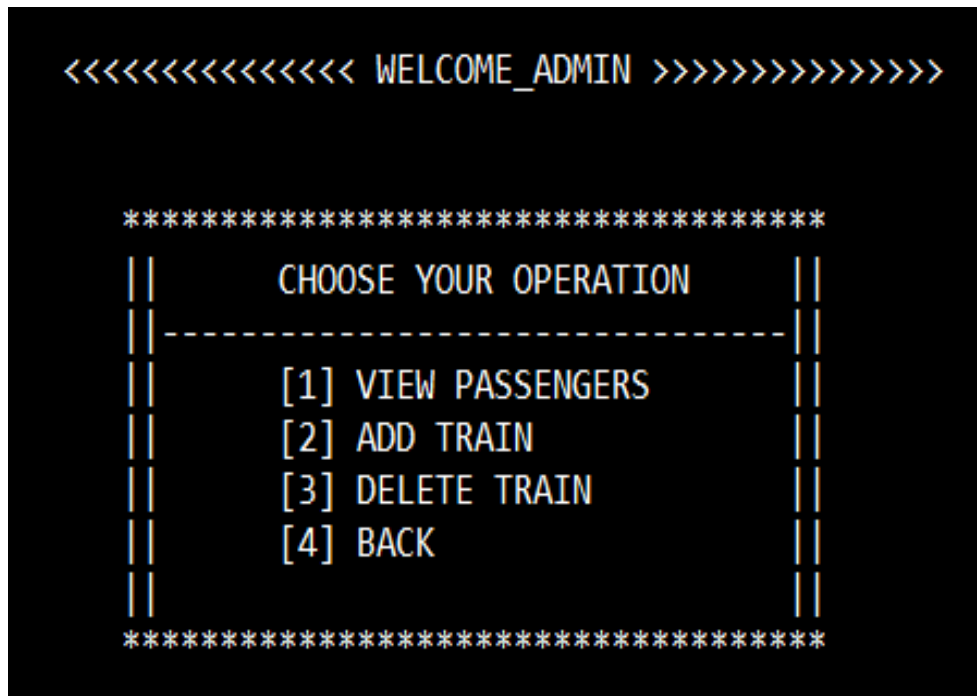 <<<<<<<<<<<<<<< WELCOME_ADMIN >>>>>>>>>>>>>>>
************************************
|| CHOOSE YOUR OPERATION ||
||--------------------------------||
|| [1] VIEW PASSENGERS ||
|| [2] ADD TRAIN ||
|| [3] DELETE TRAIN ||
|| [4] BACK ||
|| ||
************************************